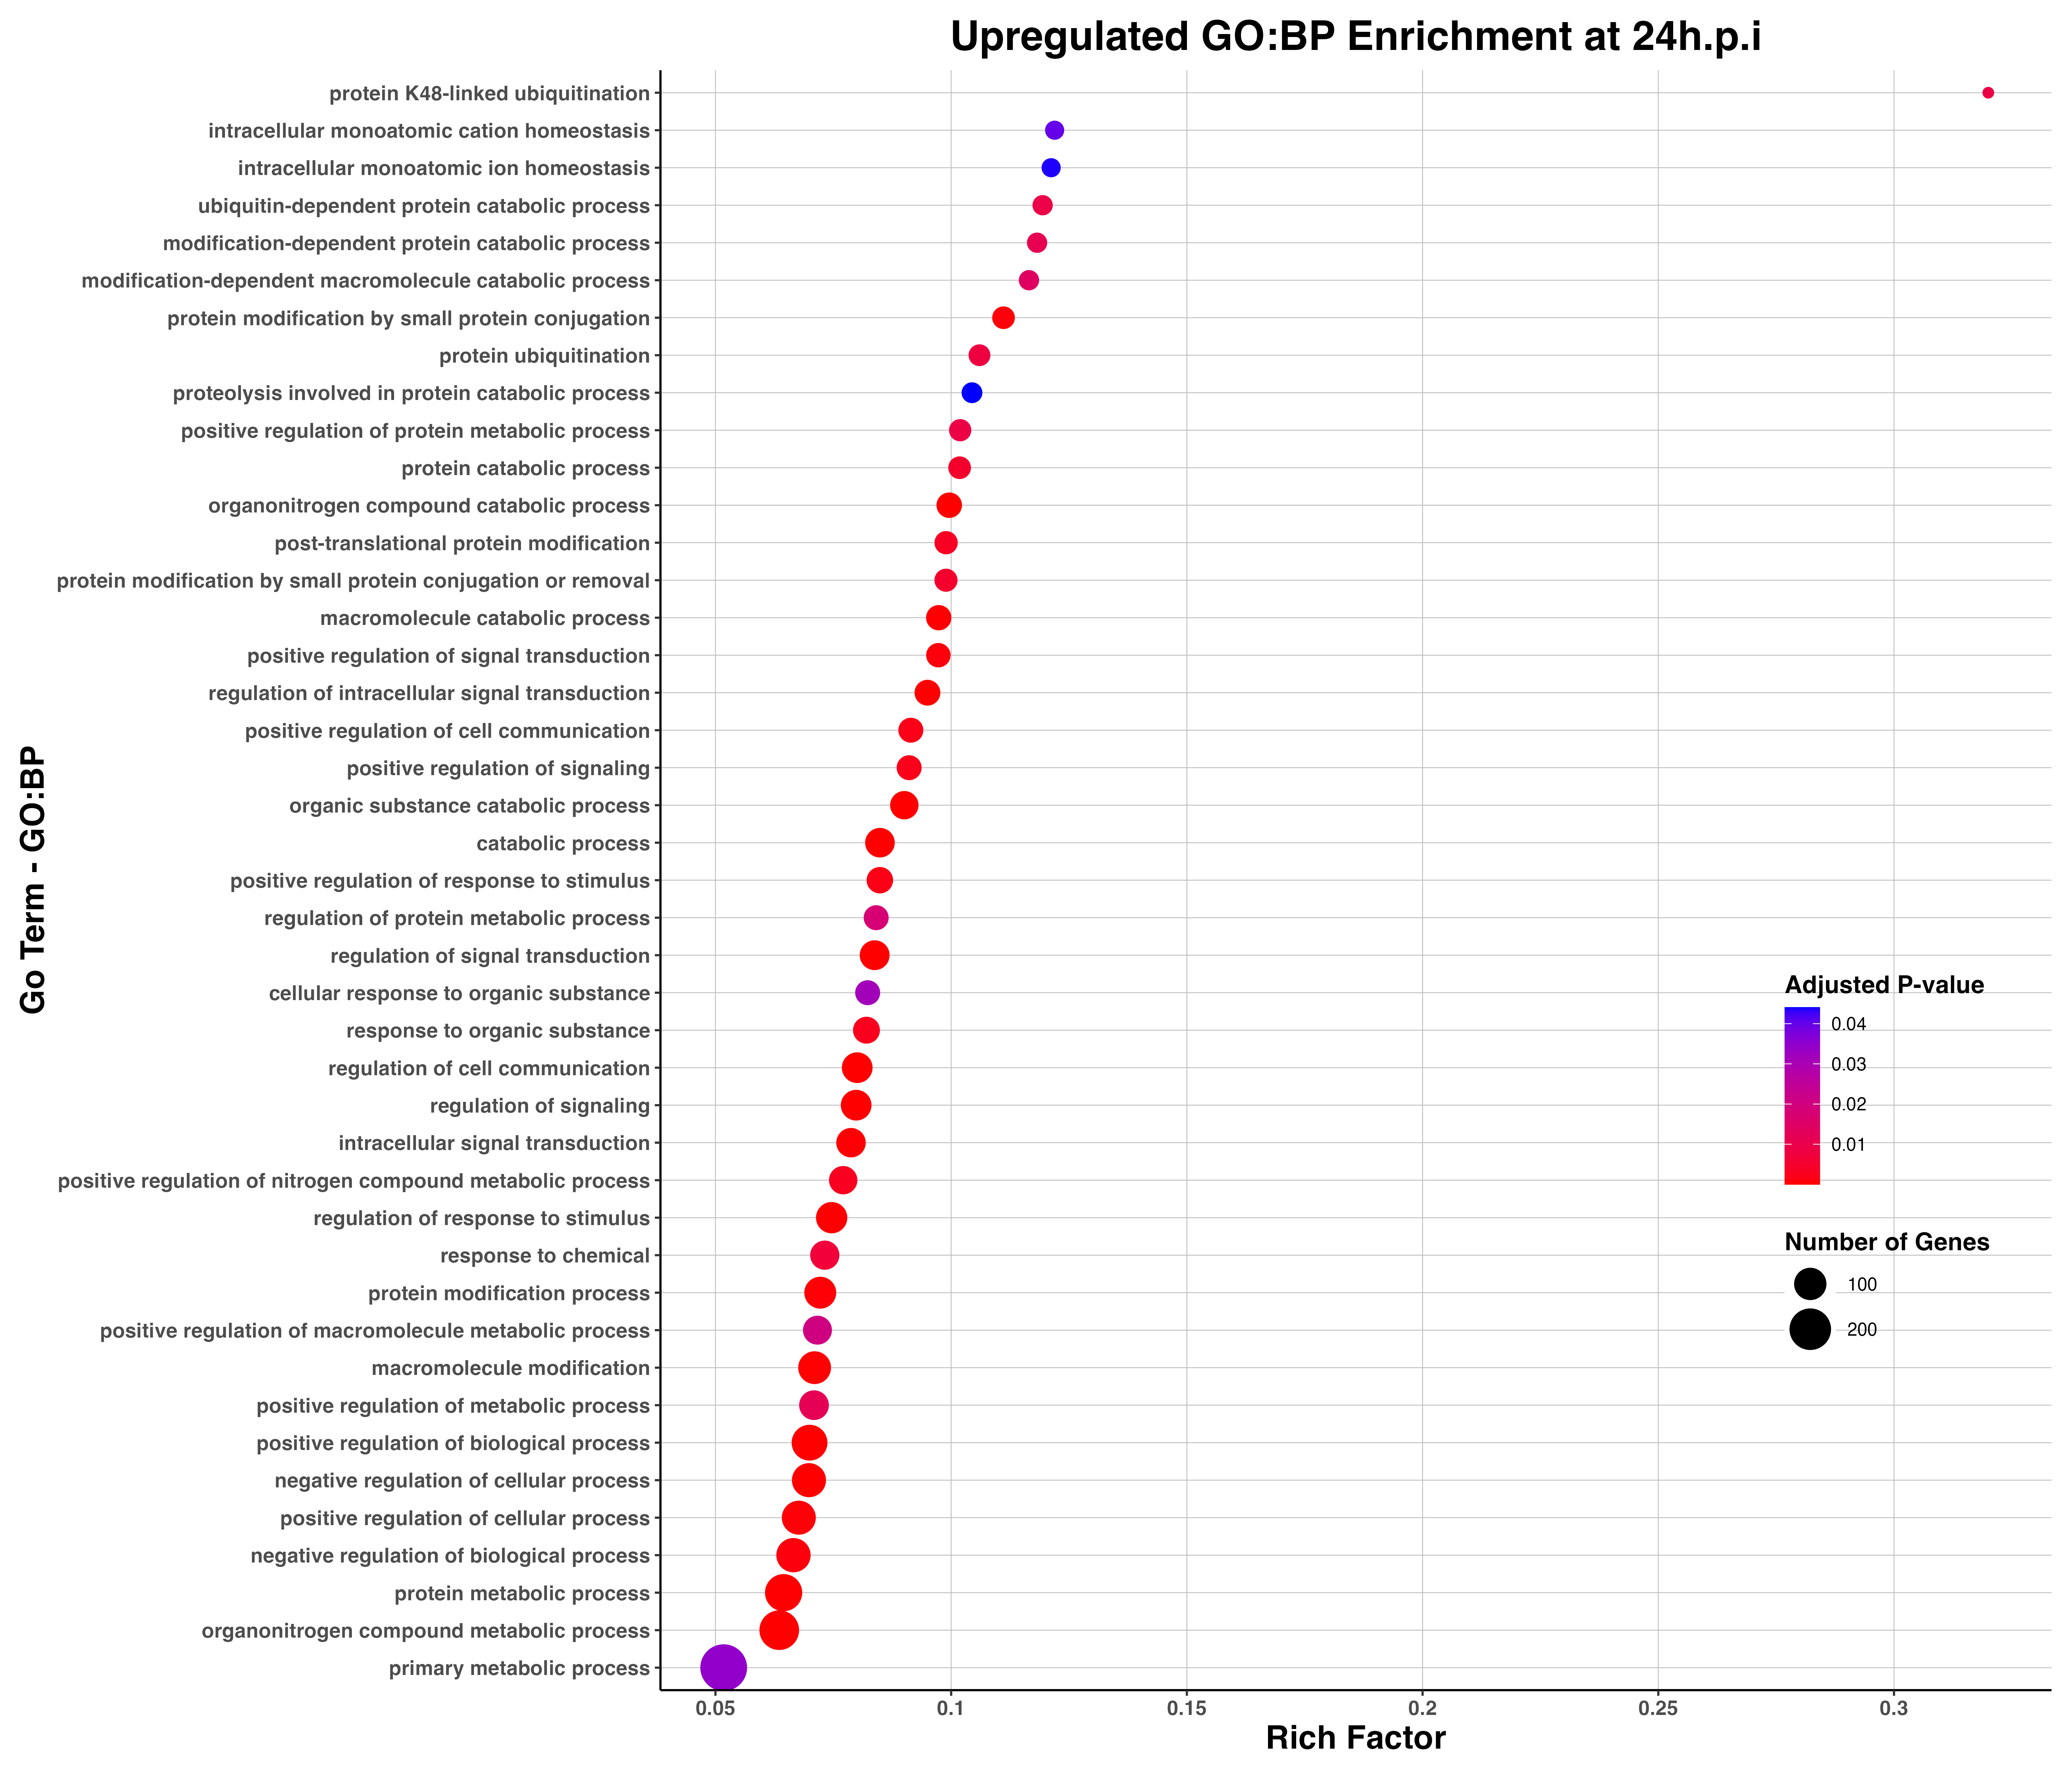 Upregulated GO:BP Enrichment at 24h.p.i
protein K48-linked ubiquitination
intracellular monoatomic cation homeostasis
intracellular monoatomic ion homeostasis
ubiquitin-dependent protein catabolic process
modification-dependent protein catabolic process
modification-dependent macromolecule catabolic process
protein modification by small protein conjugation
protein ubiquitination
proteolysis involved in protein catabolic process
positive regulation of protein metabolic process
protein catabolic process
organonitrogen compound catabolic process
post-translational protein modification
protein modification by small protein conjugation or removal
macromolecule catabolic process
positive regulation of signal transduction
regulation of intracellular signal transduction
positive regulation of cell communication
positive regulation of signaling
organic substance catabolic process
catabolic process
positive regulation of response to stimulus
regulation of protein metabolic process
regulation of signal transduction
cellular response to organic substance
response to organic substance
regulation of cell communication
regulation of signaling
intracellular signal transduction
positive regulation of nitrogen compound metabolic process
regulation of response to stimulus
response to chemical
protein modification process
positive regulation of macromolecule metabolic process
macromolecule modification
positive regulation of metabolic process
positive regulation of biological process
negative regulation of cellular process
positive regulation of cellular process
negative regulation of biological process
protein metabolic process
organonitrogen compound metabolic process
primary metabolic process
Go Term - GO:BP
0.05
0.1
0.15
0.2
0.25
0.3
Rich Factor
Adjusted P-value
0.04
0.03
0.02
0.01
Number of Genes
100
200